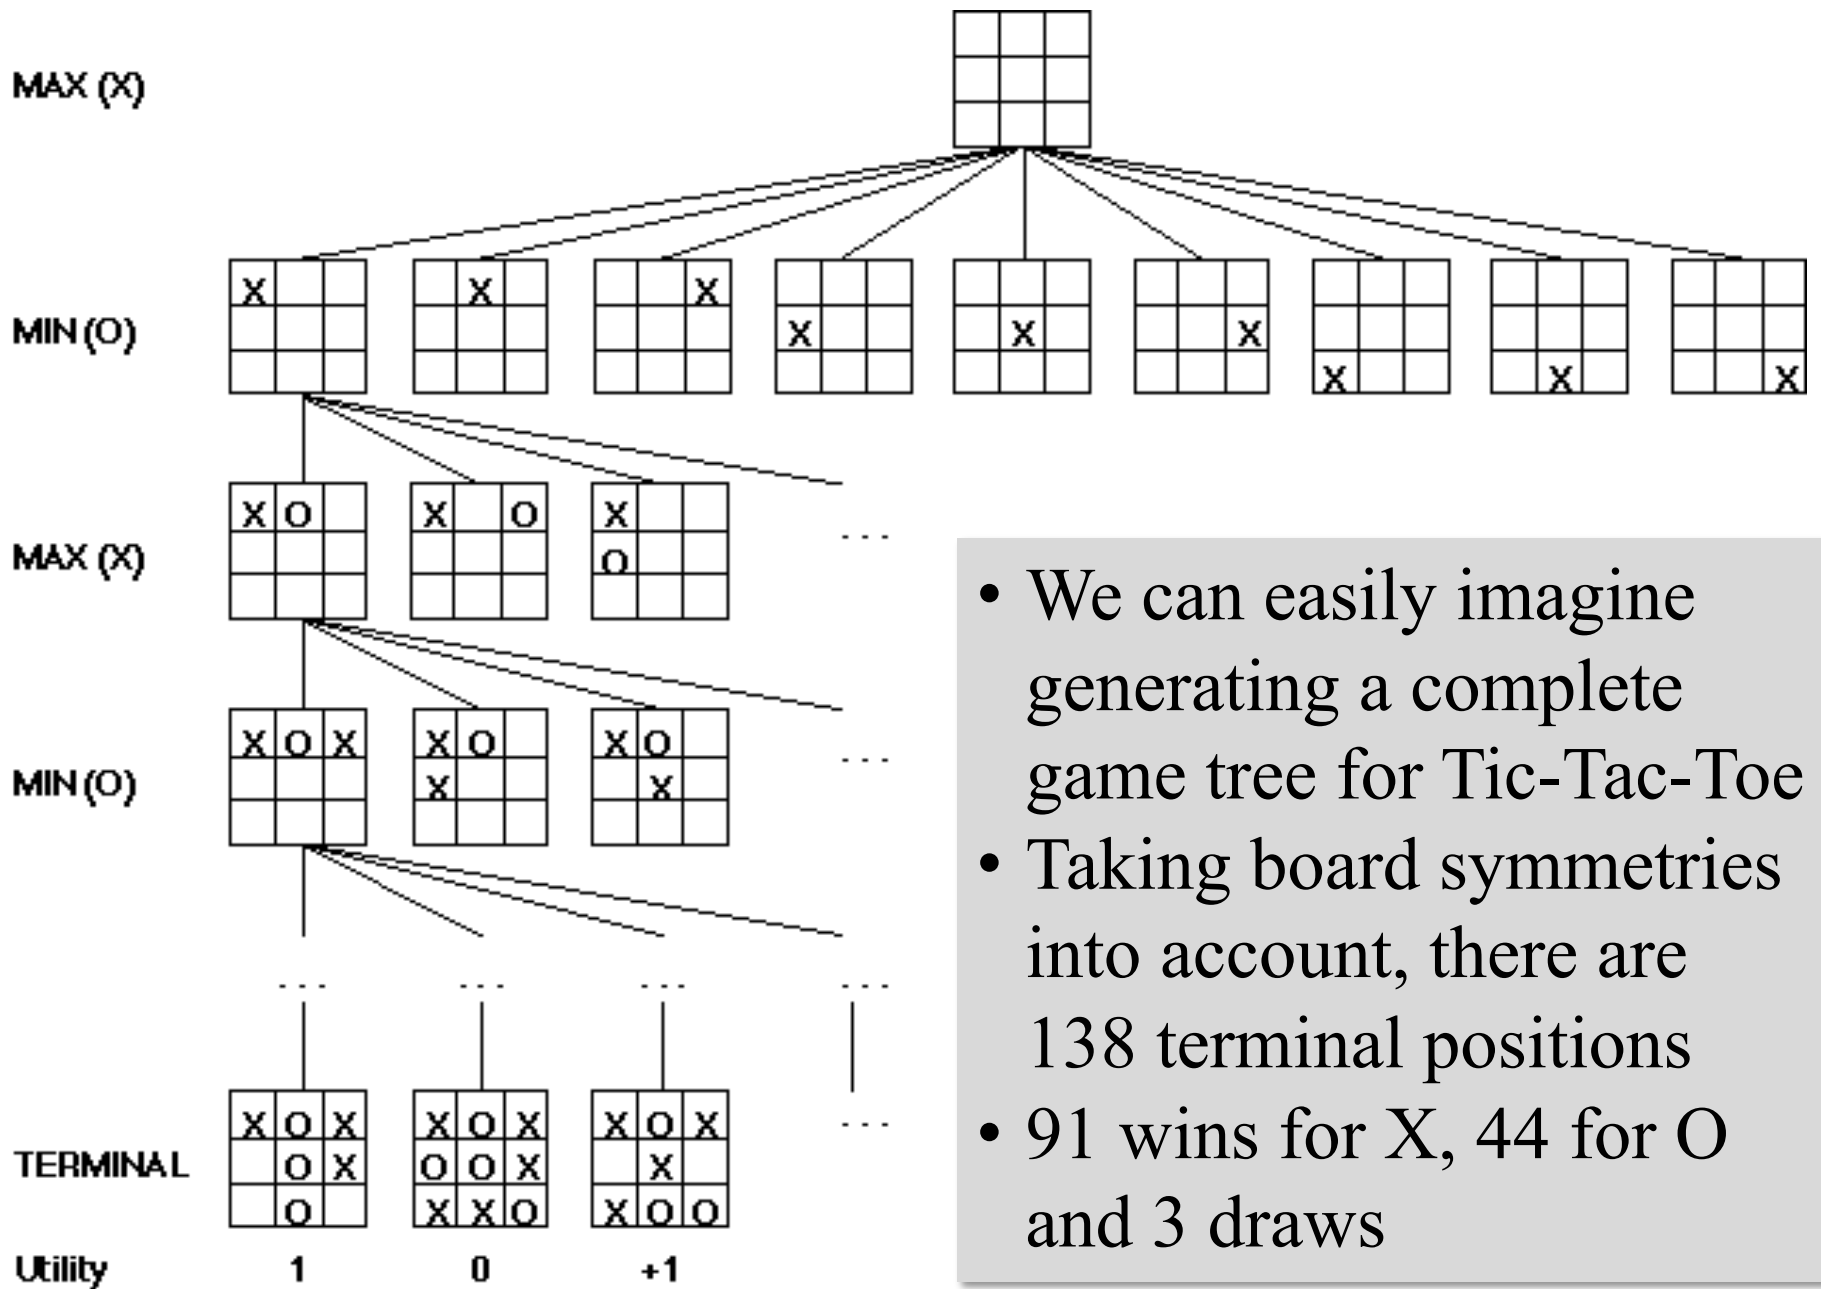 MAX (X)
X X X
X X X
X X X
MIN (O)
X O X O X
O
MAX (X)
. . .
X O X X O X O
X X
MIN (O)
. . .
. . . . . . . . . . . .
X O X X O X X O X
. . .
O X O O X X
TERMINAL
O X X O X O O
Utility 1 0 +1
• We can easily imagine
generating a complete
game tree for Tic-Tac-Toe
• Taking board symmetries
into account, there are
138 terminal positions
• 91 wins for X, 44 for O
and 3 draws